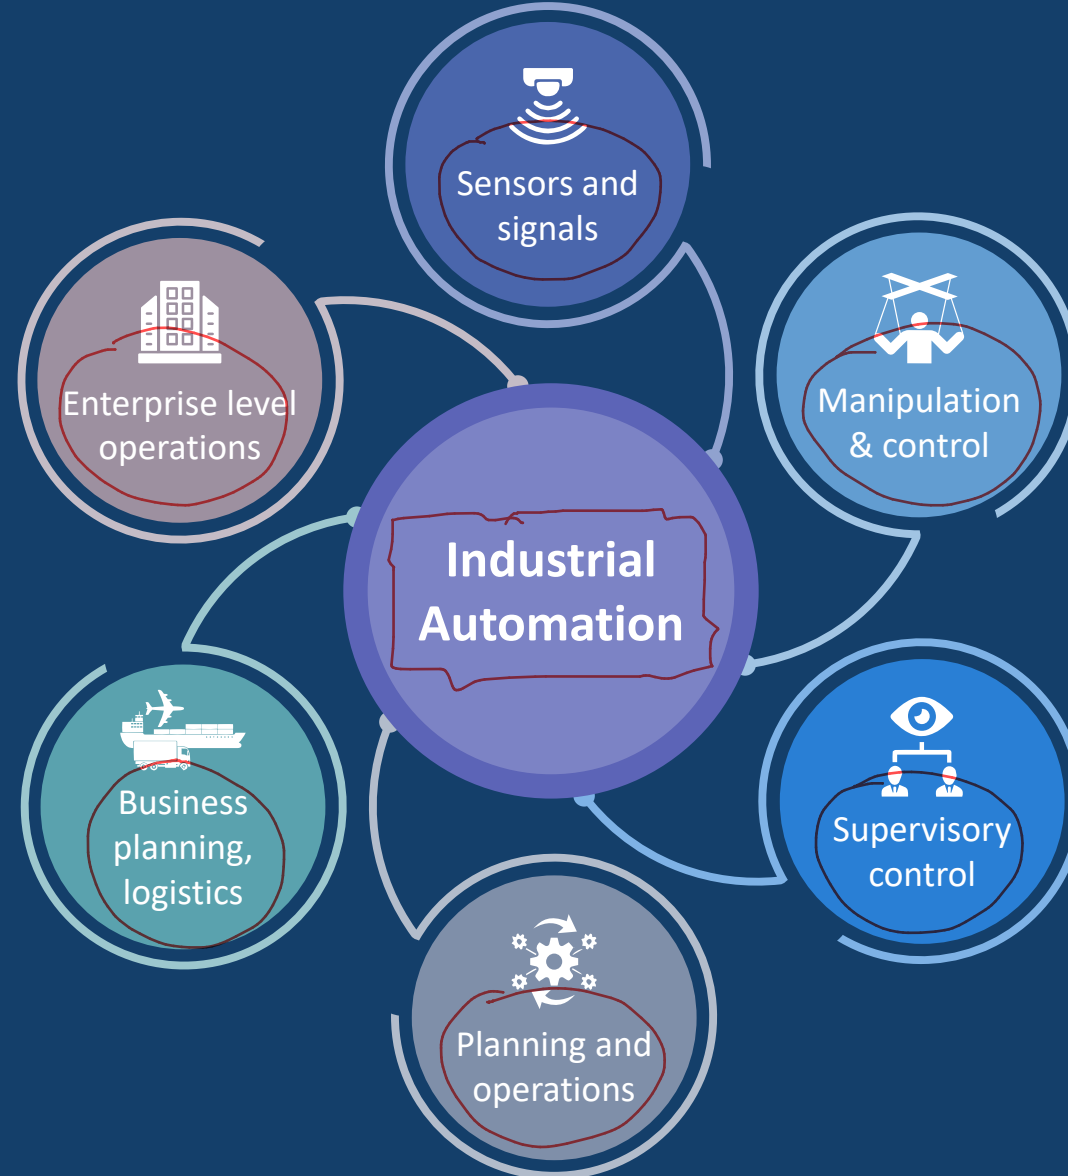 Sensors and
signals
Manipulation
& control
Supervisory
control
Planning and
operations
Business
planning,
logistics
Enterprise level
operations
Industrial
Automation